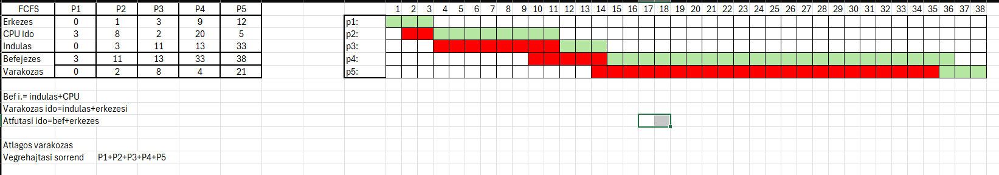 FCFS P1 P2 P3 P4 P5 1 2 3 4 5 6 7 8 9 10 11 12 13 14 15 16 17 18 19 20 21 22 23 24 25 26 27 28 29 30 31 32 33 34 35 36 37 38
Erkezes 0 1 3 9 12 p1:
CPU ido 3 8 2 20 5 p2:
Indulas 0 3 11 13 33 p3:
Befejezes 3 11 13 33 38 p4:
Varakozas 0 2 8 4 21 p5:
Bef i.= indulas+CPU
Varakozas ido=indulas+erkezesi
Atfutasi ido=bef+erkezes
Atlagos varakozas
Vegrehajtasi sorrend P1+P2+P3+P4+P5